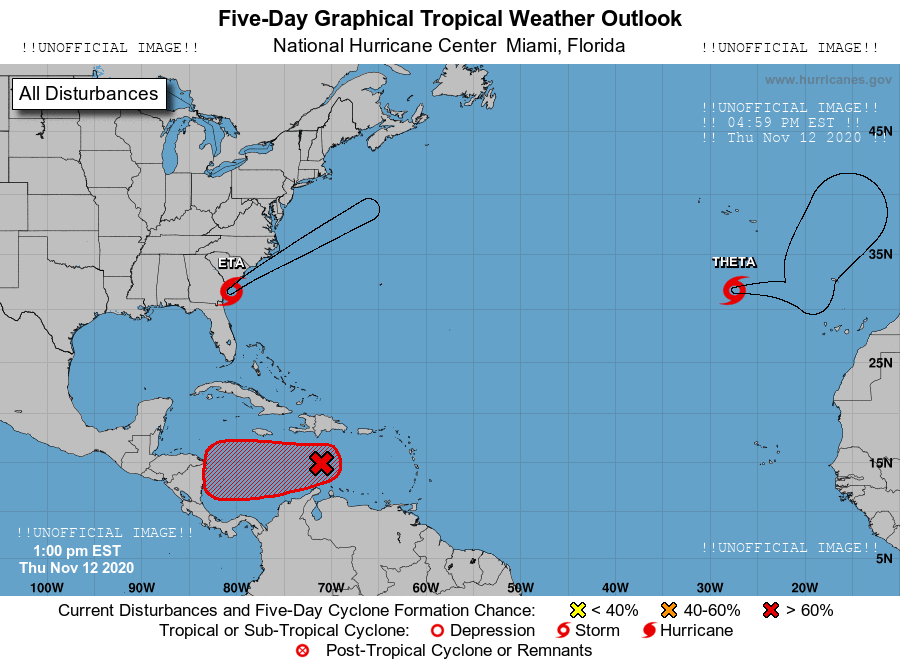 Five-Day Graphical Tropical Weather Outlook
!!UNOFFICIAL IMAGE!! National Hurricane Center Miami, Florida !!UNOFFICIAL IMAGE!!
www.hurricanes.gov
All Disturbances
!!UNOFFICIAL IMAGE!!
!! 04:59 PM EST !!
!! Thu Nov 12 2020 !!
45N
35N
ETA
THETA
25N
15N
!!UNOFFICIAL IMAGE!!
1:00 pm EST
Thu Nov 12 2020
!!UNOFFICIAL IMAGE!!
5N
100W 90W 80W 70W 60W 50W 40W 30W 20W
Current Disturbances and Five-Day Cyclone Formation Chance: < 40% 40-60% > 60%
Tropical or Sub-Tropical Cyclone: Depression Storm Hurricane
Post-Tropical Cyclone or Remnants